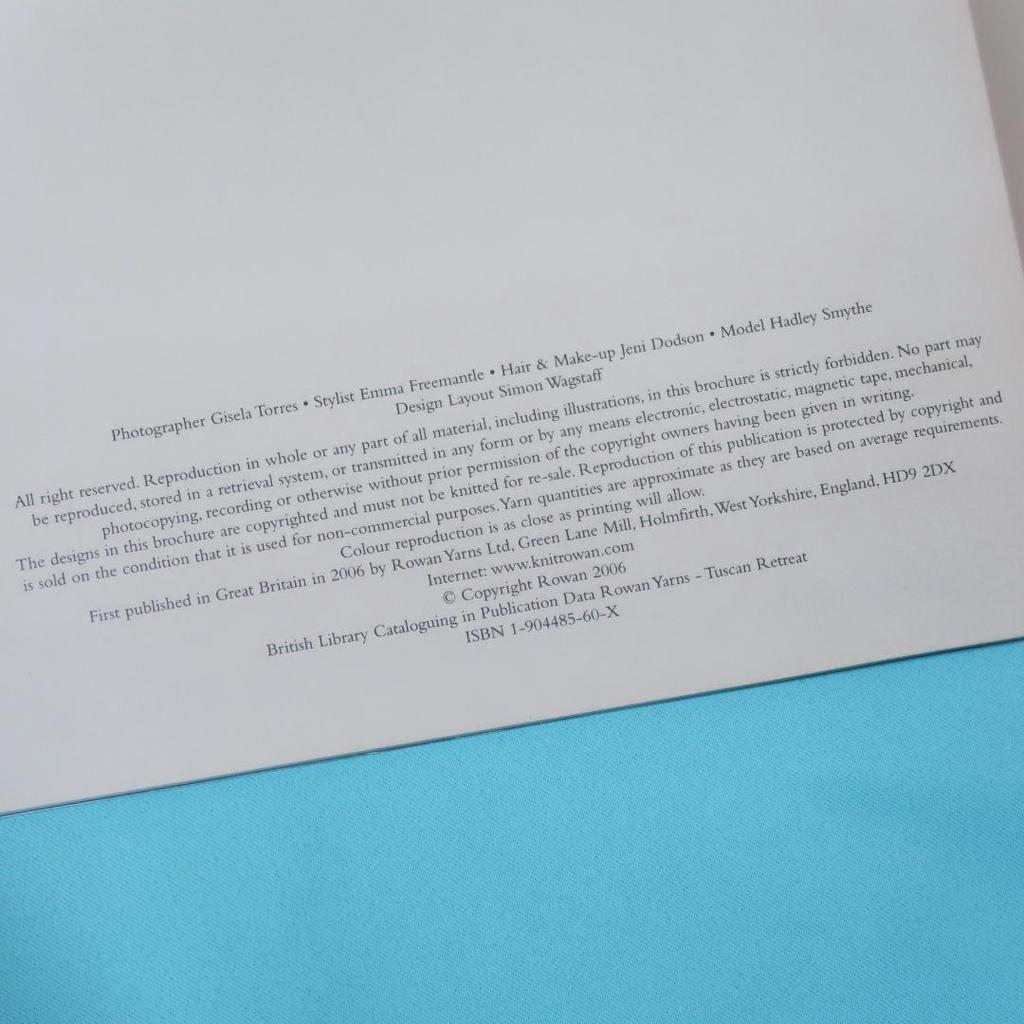 Photographer Gisela Torres • Stylist Emma Freemantle • Hair & Make-up Jeni Dodson • Model Hadley Smythe
Design Layout Simon Wagstaff
All right reserved. Reproduction in whole or any part of all material, including illustrations, in this brochure is strictly forbidden. No part may
be reproduced, stored in a retrieval system, or transmitted in any form or by any means electronic, electrostatic, magnetic tape, mechanical,
photocopying, recording or otherwise without prior permission of the copyright owners having been given in writing.
The designs in this brochure are copyrighted and must not be knitted for re-sale. Reproduction of this publication is protected by copyright and
is sold on the condition that it is used for non-commercial purposes. Yarn quantities are approximate as they are based on average requirements.
Colour reproduction is as close as printing will allow.
First published in Great Britain in 2006 by Rowan Yarns Ltd, Green Lane Mill, Holmfirth, West Yorkshire, England, HD9 2DX
Internet: www.knitrowan.com
© Copyright Rowan 2006
British Library Cataloguing in Publication Data Rowan Yarns - Tuscan Retreat
ISBN 1-904485-60-X